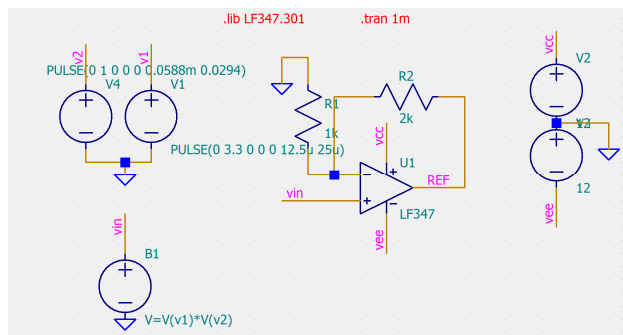 .lib LF347.301
.tran 1m
v2
v1
PULSE(0 1 0 0 0 0.0588m 0.0294)
V4
V1
PULSE(0 3.3 0 0 0 12.5u 25u)
R1
1k
R2
2k
vcc
U1
REF
vin
LF347
vee
vcc
V2
12
vee
vin
B1
V=V(v1)*V(v2)